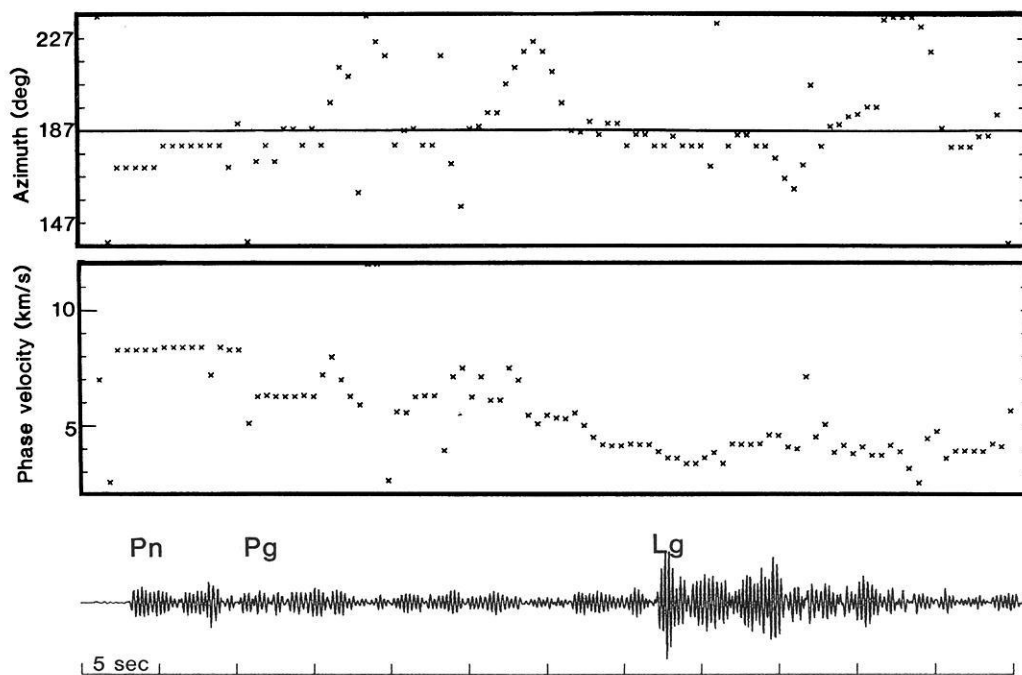 Azimuth (deg)
227
187
147
Phase velocity (km/s)
10
5
Pn Pg Lg
5 sec